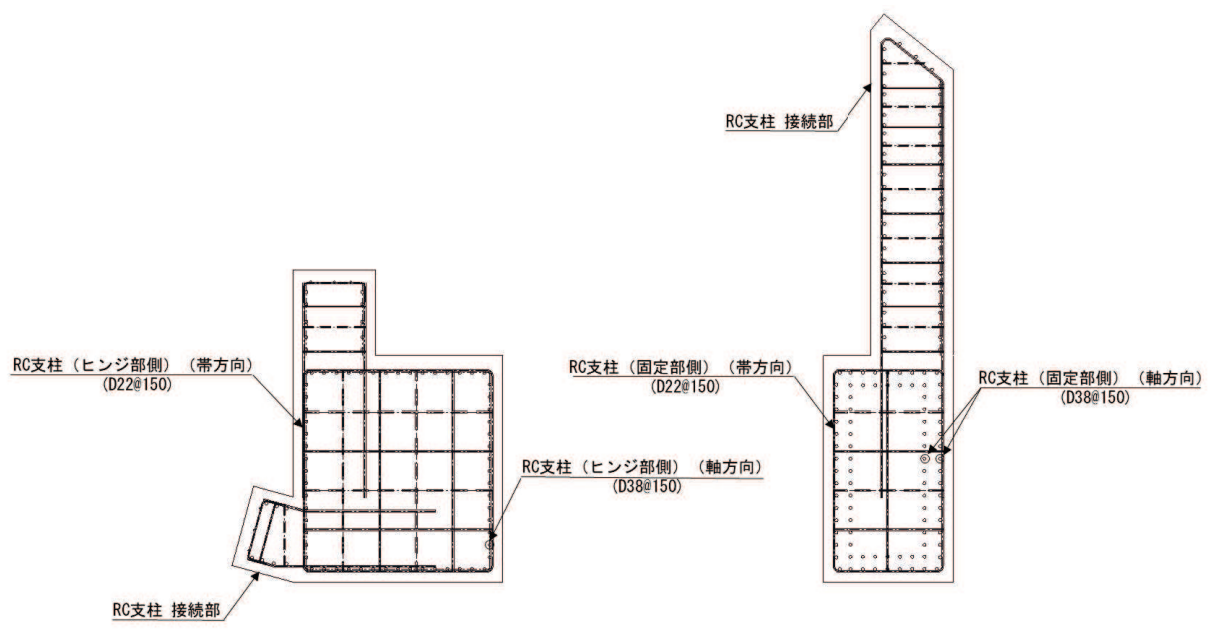 RC支柱 接続部
RC支柱（ヒンジ部側）（帯方向）
(D22@150)
RC支柱（固定部側）（帯方向）
(D22@150)
RC支柱（固定部側）（軸方向）
(D38@150)
RC支柱（ヒンジ部側）（軸方向）
(D38@150)
RC支柱 接続部